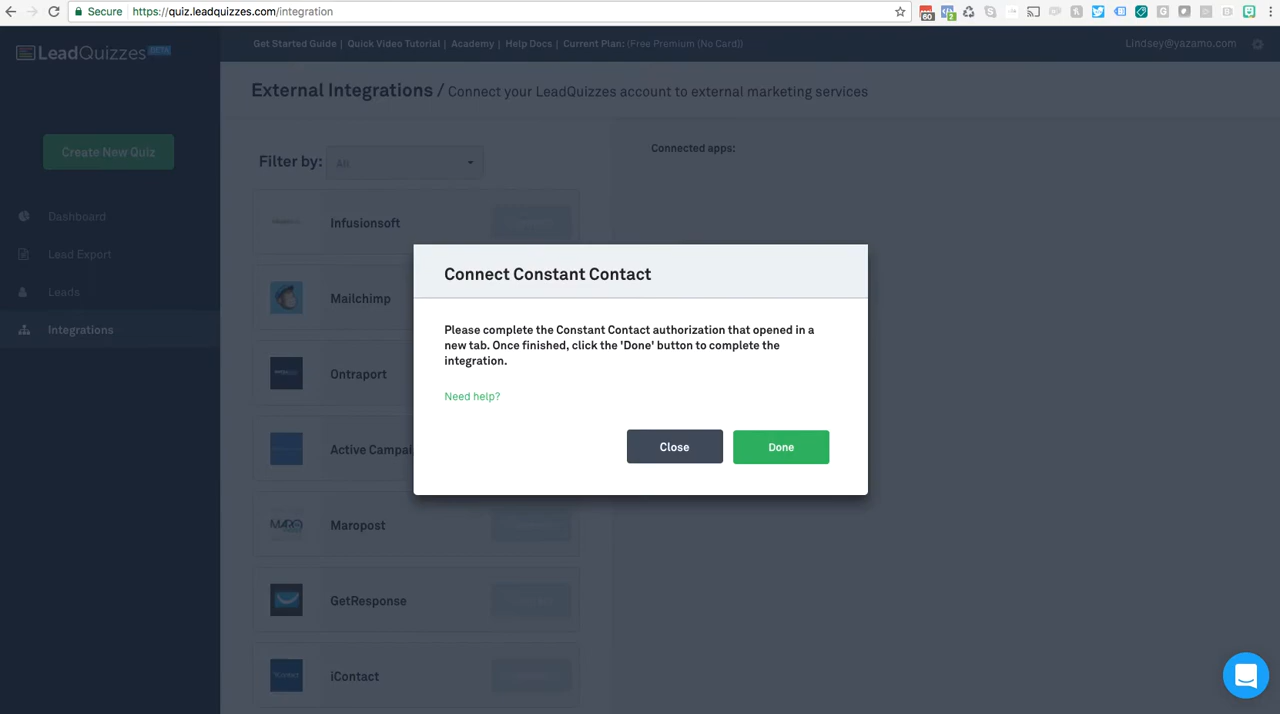 Secure https://quiz.leadquizzes.com/integration
60
2
LeadQuizzes BETA
Get Started Guide | Quick Video Tutorial | Academy | Help Docs | Current Plan: (Free Premium (No Card))
Lindsey@yazamo.com
External Integrations / Connect your LeadQuizzes account to external marketing services
Create New Quiz
Filter by: All
Connected apps:
Dashboard
Lead Export
Leads
Integrations
Infusionsoft
Mailchimp
Ontraport
Active Campai
Maropost
GetResponse
iContact
Connect Constant Contact
Please complete the Constant Contact authorization that opened in a
new tab. Once finished, click the 'Done' button to complete the
integration.
Need help?
Close
Done